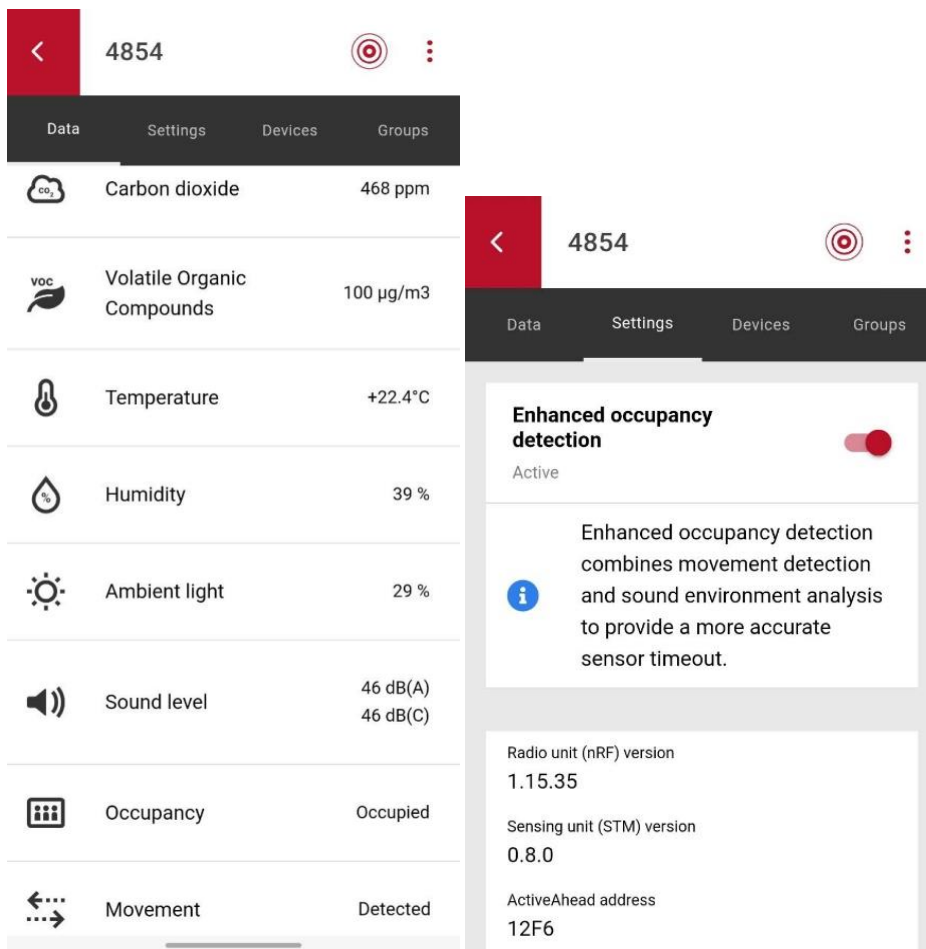 4854
Data Settings Devices Groups
CO₂
Carbon dioxide 468 ppm
VOC
Volatile Organic
Compounds
100 µg/m3
Temperature +22.4°C
%
Humidity 39 %
Ambient light 29 %
Sound level
46 dB(A)
46 dB(C)
Occupancy Occupied
Movement Detected
4854
Data Settings Devices Groups
Enhanced occupancy
detection
Active
i
Enhanced occupancy detection
combines movement detection
and sound environment analysis
to provide a more accurate
sensor timeout.
Radio unit (nRF) version
1.15.35
Sensing unit (STM) version
0.8.0
ActiveAhead address
12F6